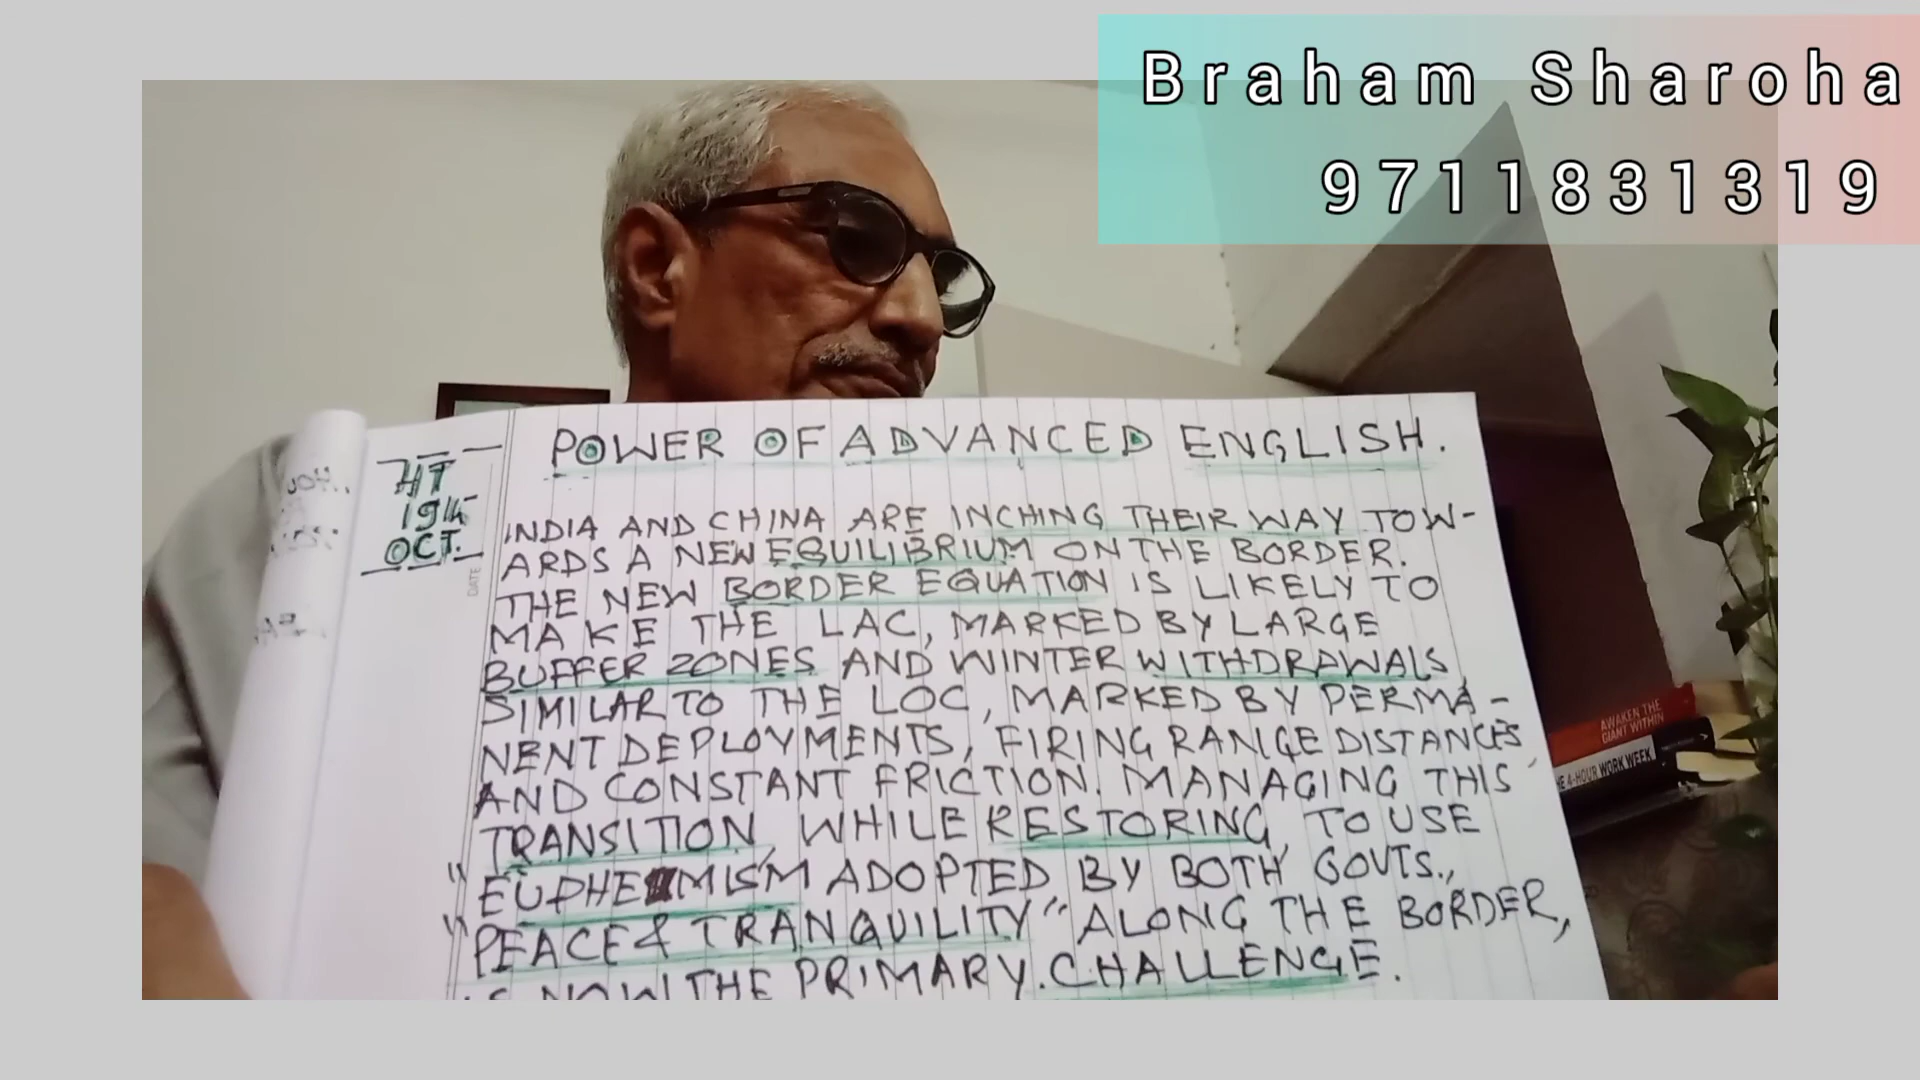 Braham Sharoha
9711831319
POWER OF ADVANCED ENGLISH.
HT
19th
OCT.
DATE
INDIA AND CHINA ARE INCHING THEIR WAY TOW-
ARDS A NEW EQUILIBRIUM ON THE BORDER.
THE NEW BORDER EQUATION IS LIKELY TO
MAKE THE LAC, MARKED BY LARGE
BUFFER ZONES AND WINTER WITHDRAWALS,
SIMILAR TO THE LOC, MARKED BY PERMA-
NENT DEPLOYMENTS, FIRING RANGE DISTANCES,
AND CONSTANT FRICTION. MANAGING THIS
TRANSITION, WHILE RESTORING, TO USE
"EUPHEMISM ADOPTED BY BOTH GOVTS.,
"PEACE & TRANQUILITY" ALONG THE BORDER,
IS NOW THE PRIMARY CHALLENGE.
AWAKEN THE
GIANT WITHIN
THE 4-HOUR WORK WEEK